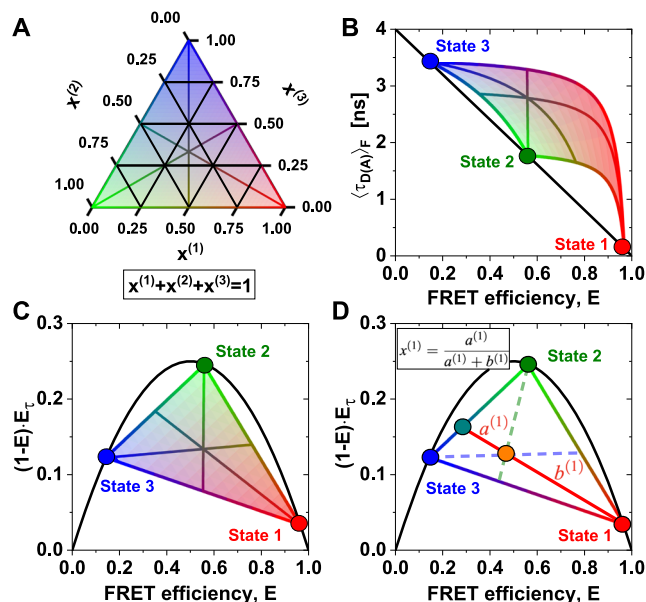 A
0.00
0.00
1.00
0.25
0.75
0.50
0.50
0.75
0.25
1.00
0.00
0.00 0.25 0.50 0.75 1.00
x(2)
x(3)
x(1)
x(1)+x(2)+x(3)=1
B
State 3
State 2
State 1
⟨τD(A)⟩F [ns]
4
3
2
1
0
0.0 0.2 0.4 0.6 0.8 1.0
FRET efficiency, E
C
State 2
State 3
State 1
(1-E)·Eτ
0.3
0.2
0.1
0.0
0.0 0.2 0.4 0.6 0.8 1.0
FRET efficiency, E
D
x(1) = a(1) / a(1) + b(1)
State 2
a(1)
b(1)
State 3
State 1
(1-E)·Eτ
0.3
0.2
0.1
0.0
0.0 0.2 0.4 0.6 0.8 1.0
FRET efficiency, E